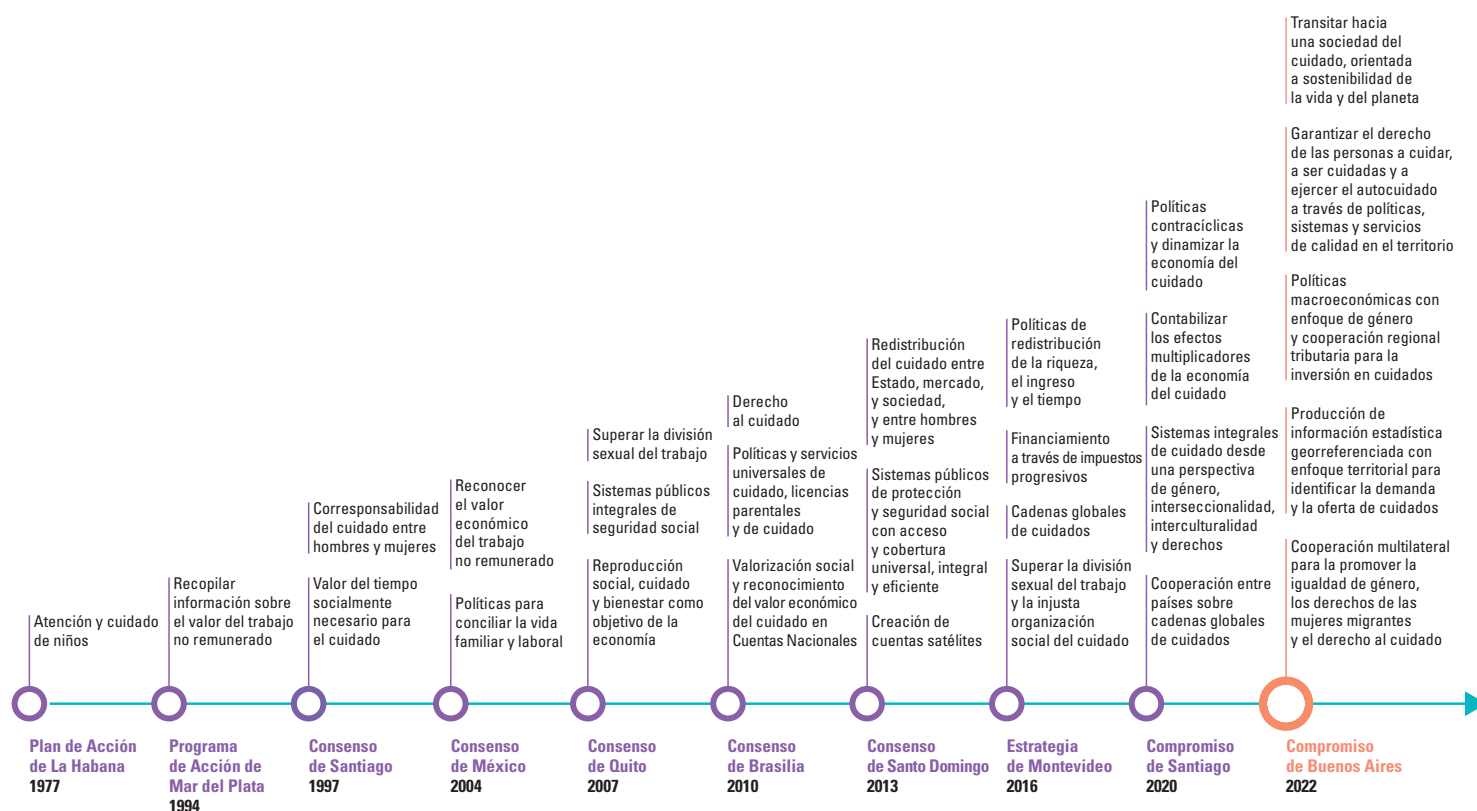 Atención y cuidado
de niños
Plan de Acción
de La Habana
1977
Recopilar
información sobre
el valor del trabajo
no remunerado
Programa
de Acción de
Mar del Plata
1994
Corresponsabilidad
del cuidado entre
hombres y mujeres
Valor del tiempo
socialmente
necesario para
el cuidado
Consenso
de Santiago
1997
Reconocer
el valor
económico
del trabajo
no remunerado
Políticas para
conciliar la vida
familiar y laboral
Consenso
de México
2004
Superar la división
sexual del trabajo
Sistemas públicos
integrales de
seguridad social
Reproducción
social, cuidado
y bienestar como
objetivo de la
economía
Consenso
de Quito
2007
Derecho
al cuidado
Políticas y servicios
universales de
cuidado, licencias
parentales
y de cuidado
Valorización social
y reconocimiento
del valor económico
del cuidado en
Cuentas Nacionales
Consenso
de Brasilia
2010
Redistribución
del cuidado entre
Estado, mercado,
y sociedad,
y entre hombres
y mujeres
Sistemas públicos
de protección
y seguridad social
con acceso
y cobertura
universal, integral
y eficiente
Creación de
cuentas satélites
Consenso
de Santo Domingo
2013
Políticas de
redistribución
de la riqueza,
el ingreso
y el tiempo
Financiamiento
a través de impuestos
progresivos
Cadenas globales
de cuidados
Superar la división
sexual del trabajo
y la injusta
organización
social del cuidado
Estrategia
de Montevideo
2016
Políticas
contracíclicas
y dinamizar la
economía del
cuidado
Contabilizar
los efectos
multiplicadores
de la economía
del cuidado
Sistemas integrales
de cuidado desde
una perspectiva
de género,
interseccionalidad,
interculturalidad
y derechos
Cooperación entre
países sobre
cadenas globales
de cuidados
Compromiso
de Santiago
2020
Transitar hacia
una sociedad del
cuidado, orientada
a sostenibilidad de
la vida y del planeta
Garantizar el derecho
de las personas a cuidar,
a ser cuidadas y a
ejercer el autocuidado
a través de políticas,
sistemas y servicios
de calidad en el territorio
Políticas
macroeconómicas con
enfoque de género
y cooperación regional
tributaria para la
inversión en cuidados
Producción de
información estadística
georreferenciada con
enfoque territorial para
identificar la demanda
y la oferta de cuidados
Cooperación multilateral
para la promover la
igualdad de género,
los derechos de las
mujeres migrantes
y el derecho al cuidado
Compromiso
de Buenos Aires
2022